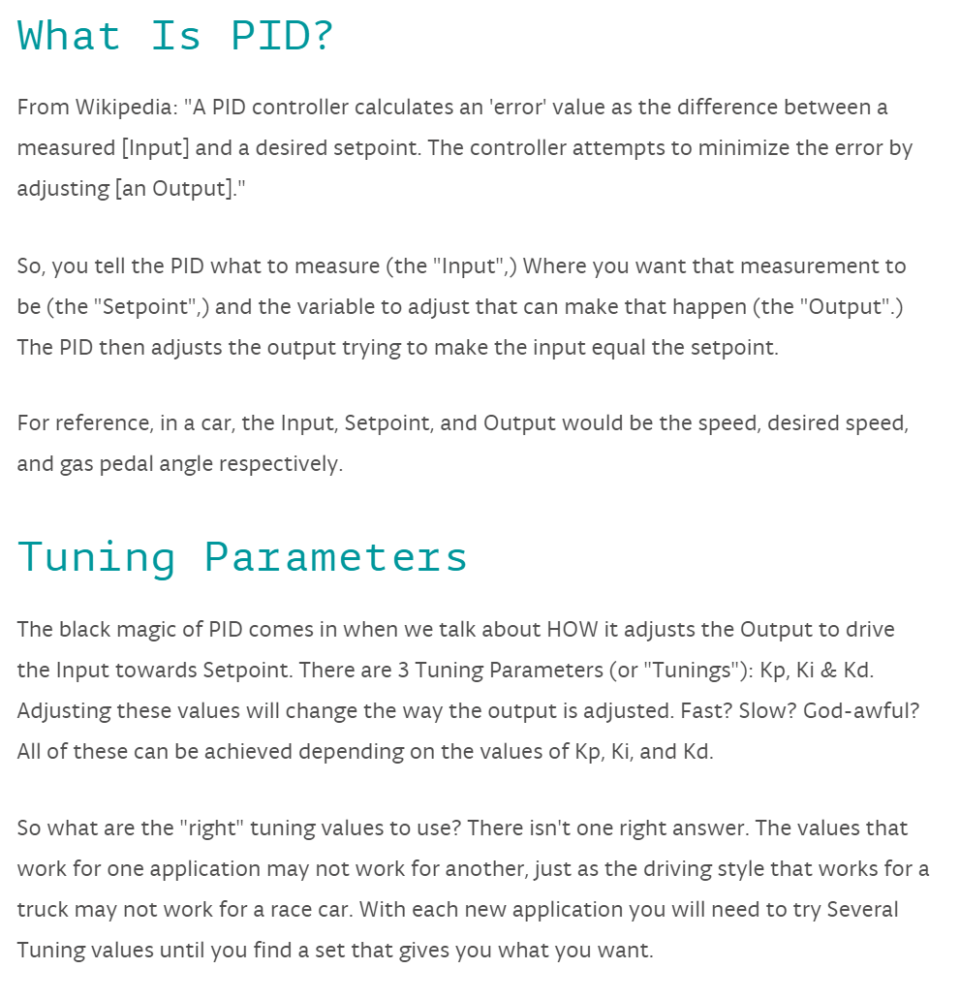 What Is PID?
From Wikipedia: "A PID controller calculates an 'error' value as the difference between a
measured [Input] and a desired setpoint. The controller attempts to minimize the error by
adjusting [an Output]."
So, you tell the PID what to measure (the "Input",) Where you want that measurement to
be (the "Setpoint",) and the variable to adjust that can make that happen (the "Output".)
The PID then adjusts the output trying to make the input equal the setpoint.
For reference, in a car, the Input, Setpoint, and Output would be the speed, desired speed,
and gas pedal angle respectively.
Tuning Parameters
The black magic of PID comes in when we talk about HOW it adjusts the Output to drive
the Input towards Setpoint. There are 3 Tuning Parameters (or "Tunings"): Kp, Ki & Kd.
Adjusting these values will change the way the output is adjusted. Fast? Slow? God-awful?
All of these can be achieved depending on the values of Kp, Ki, and Kd.
So what are the "right" tuning values to use? There isn't one right answer. The values that
work for one application may not work for another, just as the driving style that works for a
truck may not work for a race car. With each new application you will need to try Several
Tuning values until you find a set that gives you what you want.